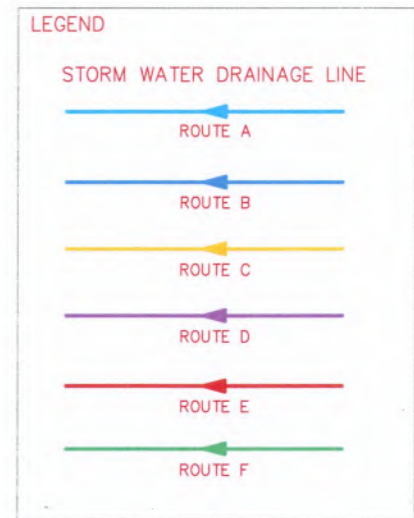 LEGEND
STORM WATER DRAINAGE LINE
ROUTE A
ROUTE B
ROUTE C
ROUTE D
ROUTE E
ROUTE F